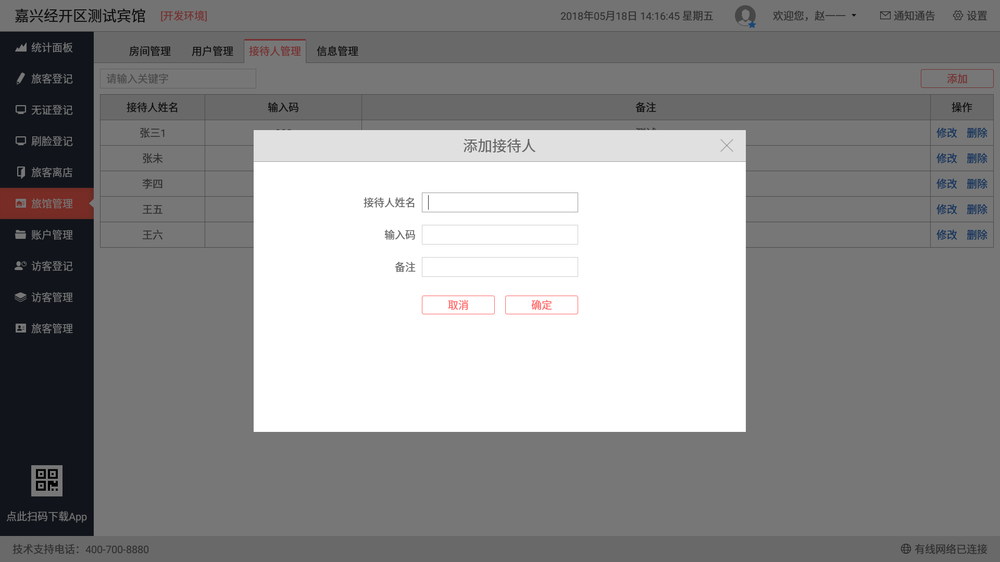 嘉兴经开区测试宾馆 [开发环境] 2018年05月18日 14:16:45 星期五 欢迎您，赵一一 通知通告 设置
统计面板
旅客登记
无证登记
刷脸登记
旅客离店
旅馆管理
账户管理
访客登记
访客管理
旅客管理
点此扫码下载App
房间管理 用户管理 接待人管理 信息管理
请输入关键字 添加
接待人姓名 输入码 备注 操作
张三1 修改 删除
张未 修改 删除
李四 修改 删除
王五 修改 删除
王六 修改 删除
添加接待人
接待人姓名
输入码
备注
取消 确定
技术支持电话：400-700-8880 有线网络已连接